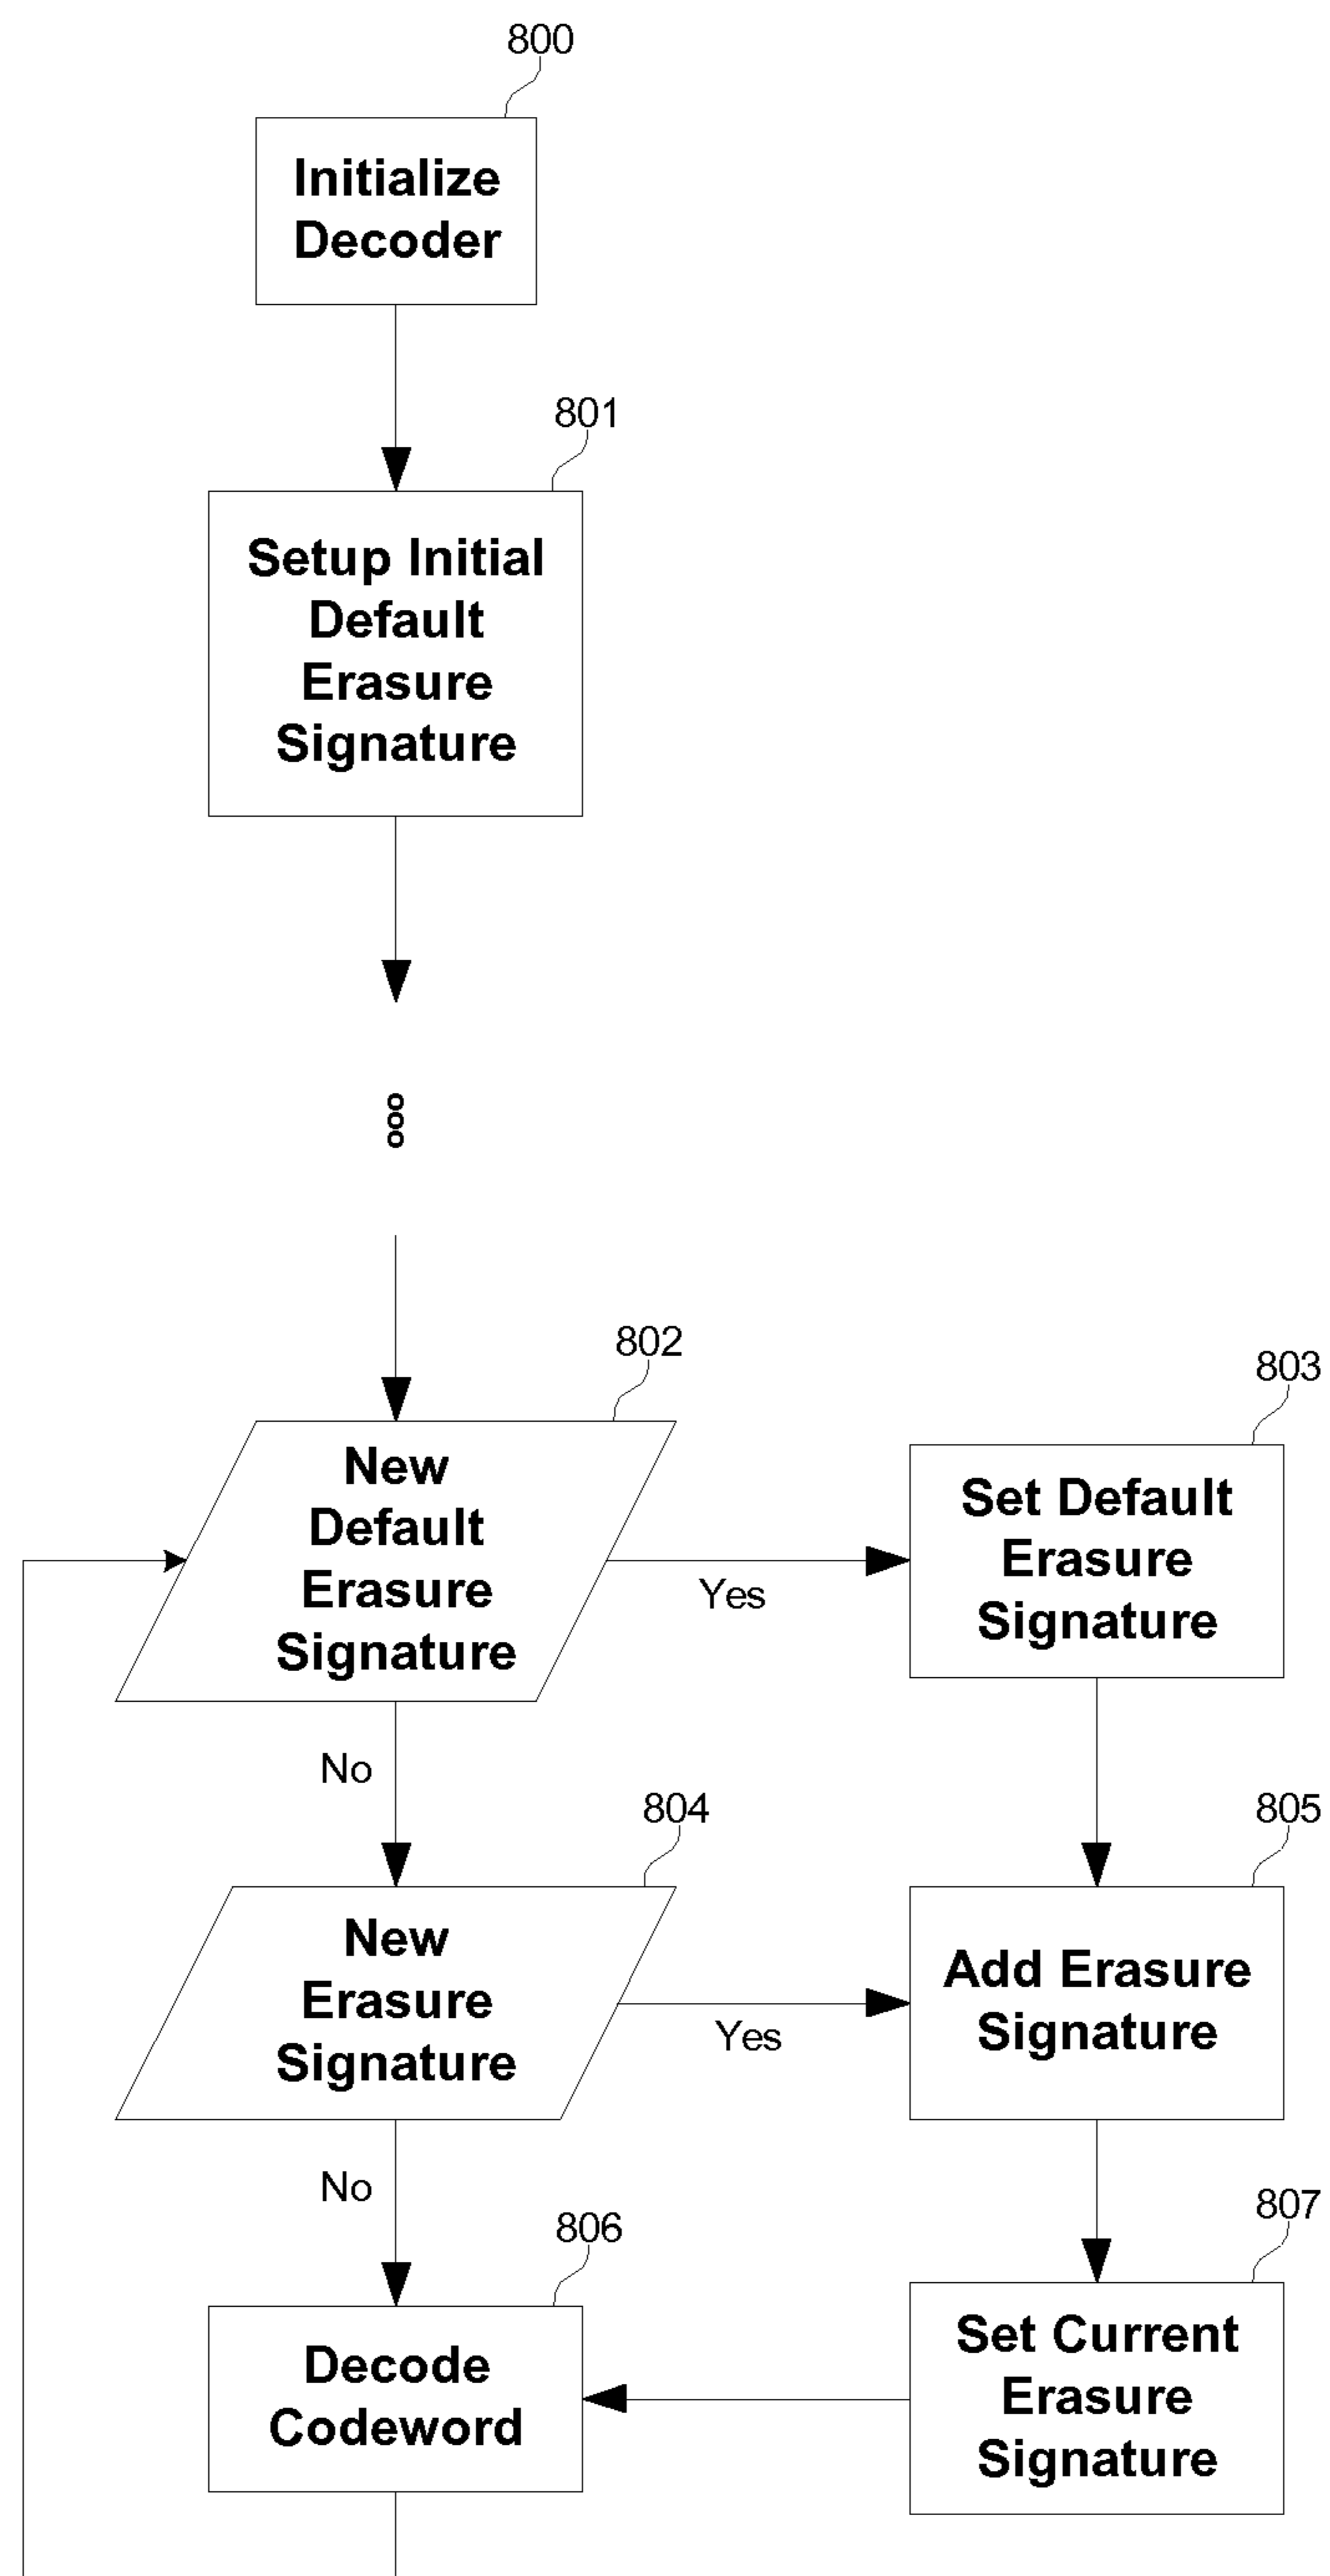 800
Initialize
Decoder
801
Setup Initial
Default
Erasure
Signature
802
New
Default
Erasure
Signature
Yes
803
Set Default
Erasure
Signature
No
804
New
Erasure
Signature
Yes
805
Add Erasure
Signature
No
806
Decode
Codeword
807
Set Current
Erasure
Signature